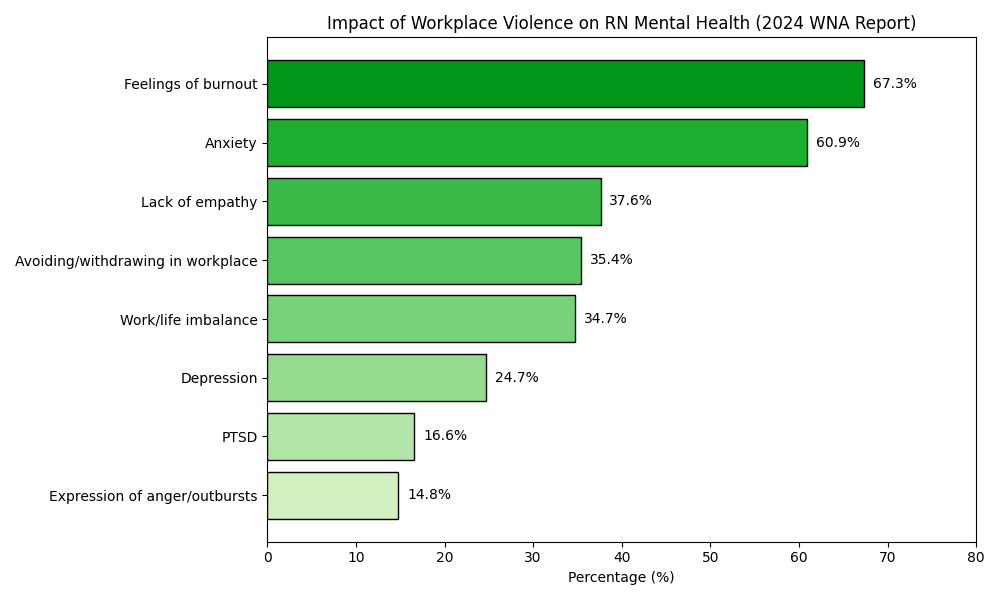 Impact of Workplace Violence on RN Mental Health (2024 WNA Report)
Feelings of burnout 67.3%
Anxiety 60.9%
Lack of empathy 37.6%
Avoiding/withdrawing in workplace 35.4%
Work/life imbalance 34.7%
Depression 24.7%
PTSD 16.6%
Expression of anger/outbursts 14.8%
0 10 20 30 40 50 60 70 80
Percentage (%)